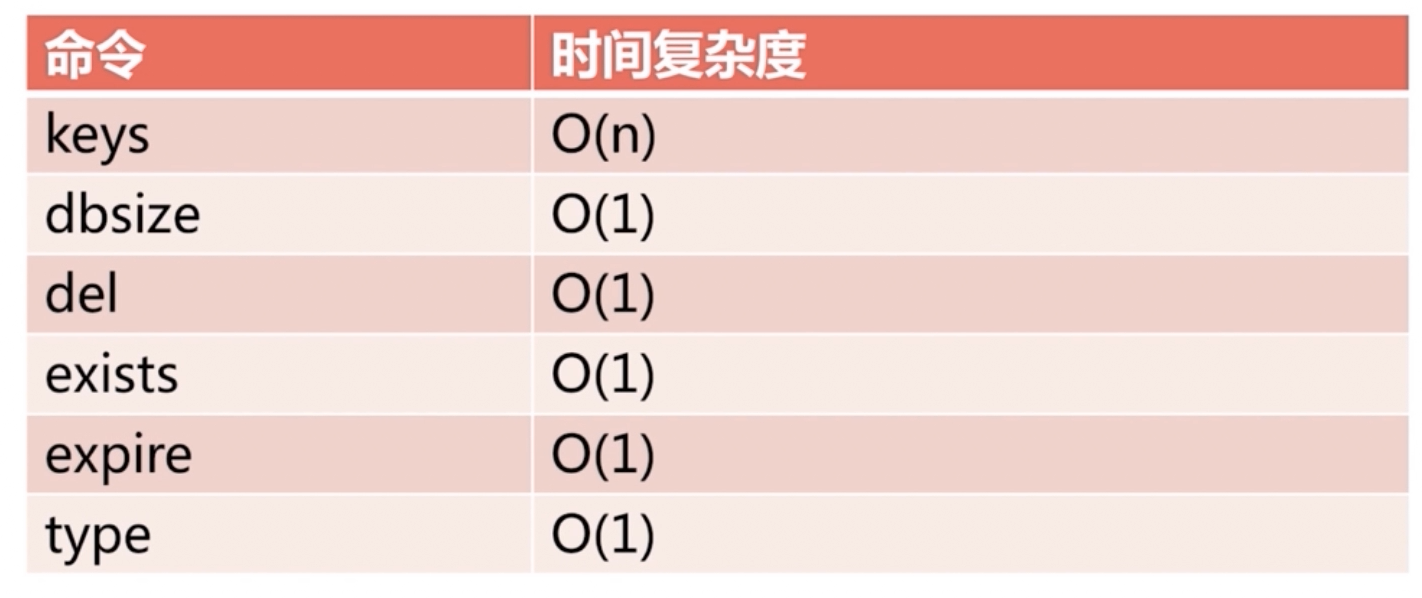 命令 时间复杂度
keys O(n)
dbsize O(1)
del O(1)
exists O(1)
expire O(1)
type O(1)